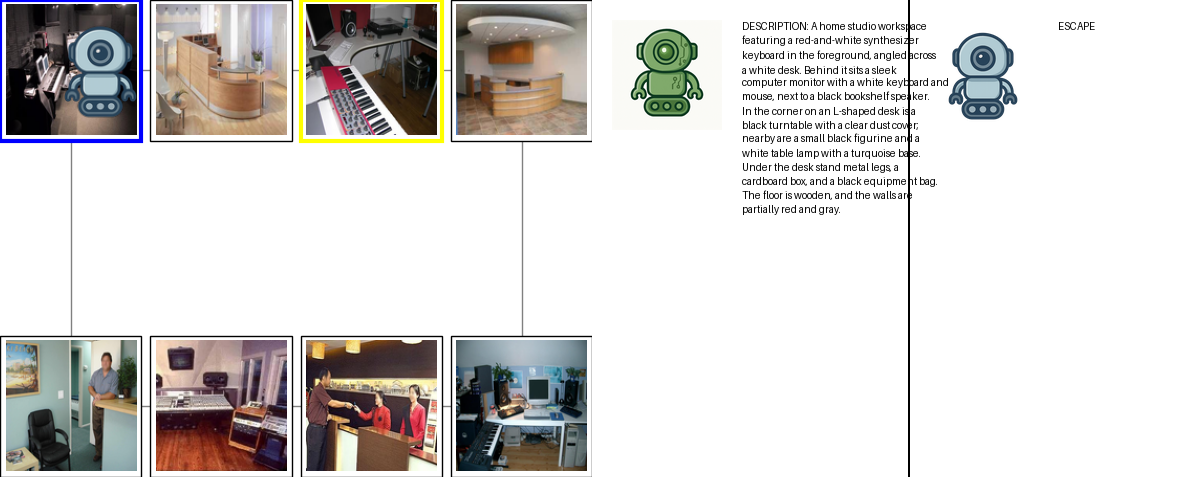 DESCRIPTION: A home studio workspace
featuring a red-and-white synthesizer
keyboard in the foreground, angled across
a white desk. Behind it sits a sleek
computer monitor with a white keyboard and
mouse, next to a black bookshelf speaker.
In the corner on an L-shaped desk is a
black turntable with a clear dust cover;
nearby are a small black figurine and a
white table lamp with a turquoise base.
Under the desk stand metal legs, a
cardboard box, and a black equipment bag.
The floor is wooden, and the walls are
partially red and gray.
ESCAPE